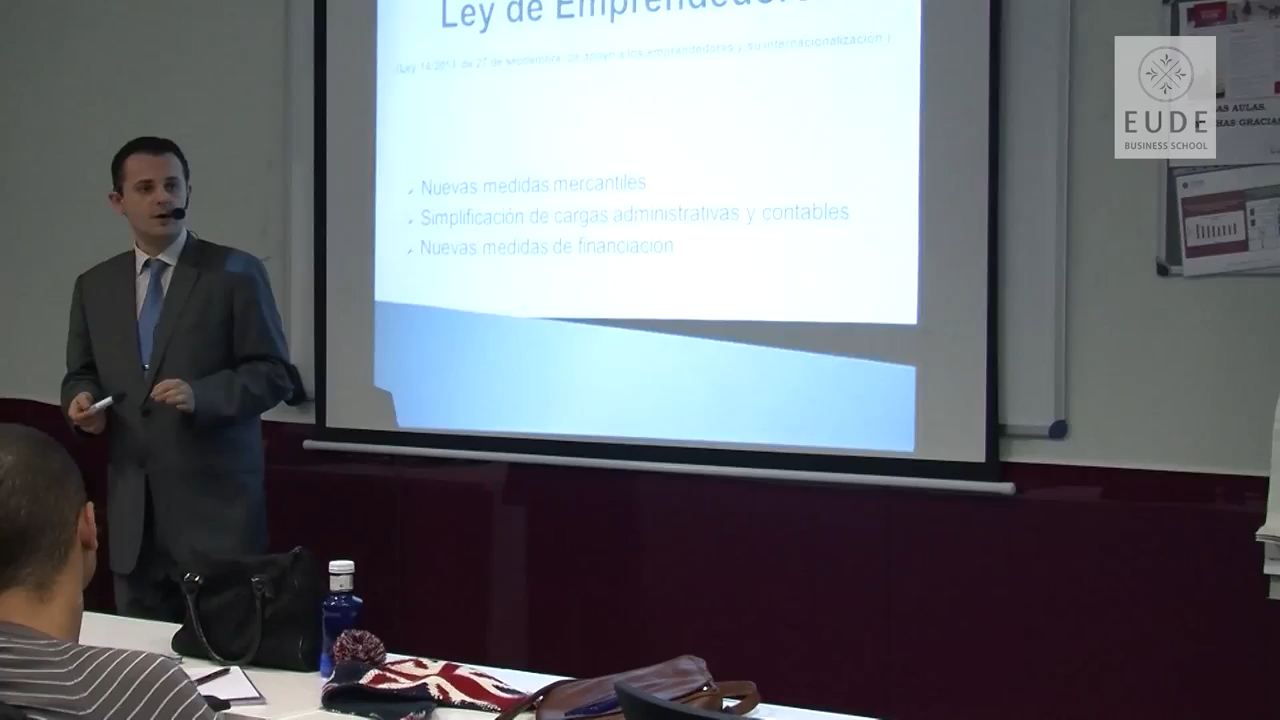 Ley de Emprendedore
(Ley 14/2013, de 27 de septiembre, de apoyo a los emprendedores y su internacionalización )
Nuevas medidas mercantiles
Simplificación de cargas administrativas y contables
Nuevas medidas de financiación
EUDE
BUSINESS SCHOOL
AS AULAS.
HAS GRACIAS